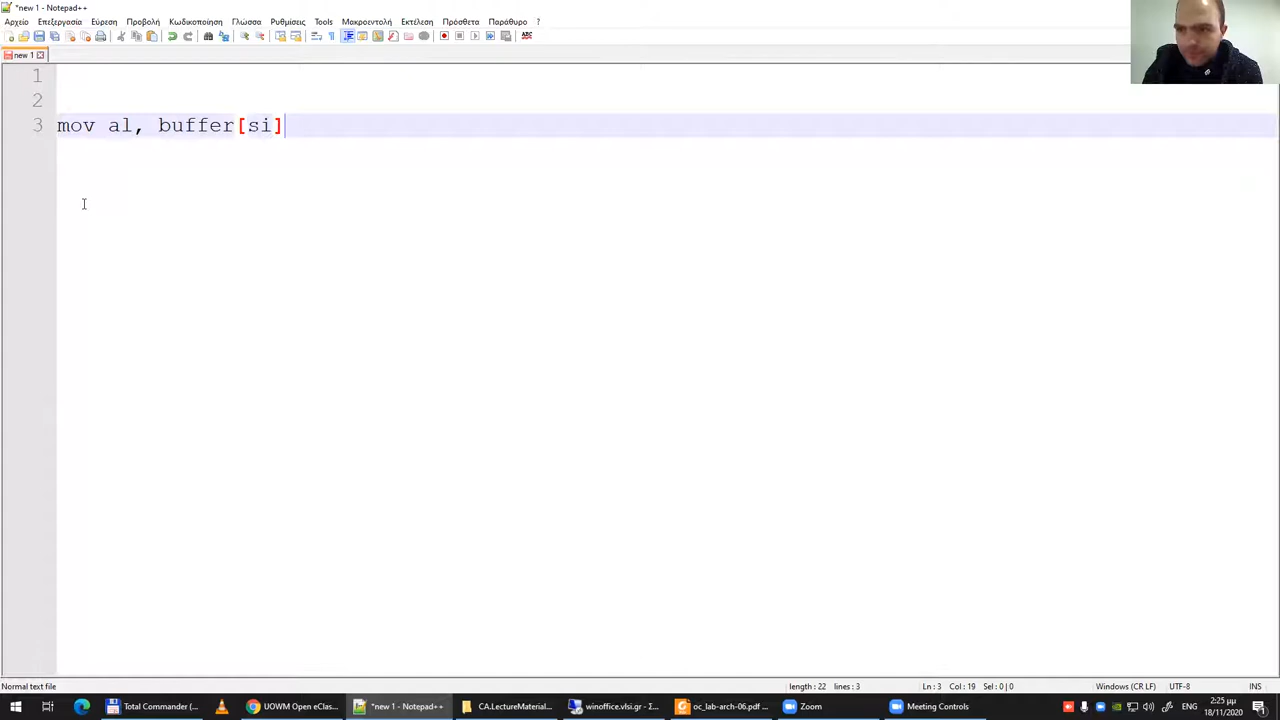 *new 1 - Notepad++
Αρχείο Επεξεργασία Εύρεση Προβολή Κωδικοποίηση Γλώσσα Ρυθμίσεις Tools Μακροεντολή Εκτέλεση Πρόσθετα Παράθυρο ?
new 1
1
2
3 mov al, buffer[si]
Normal text file length: 22 lines: 3 Ln: 3 Col: 19 Sel: 0 | 0 Windows (CR LF) UTF-8 INS
Total Commander (... UOWM Open eClas... *new 1 - Notepad++ CA.LectureMaterial... winoffice.vlsi.gr - Σ... oc_lab-arch-06.pdf ... Zoom Meeting Controls ENG 2:25 μμ
18/11/2020